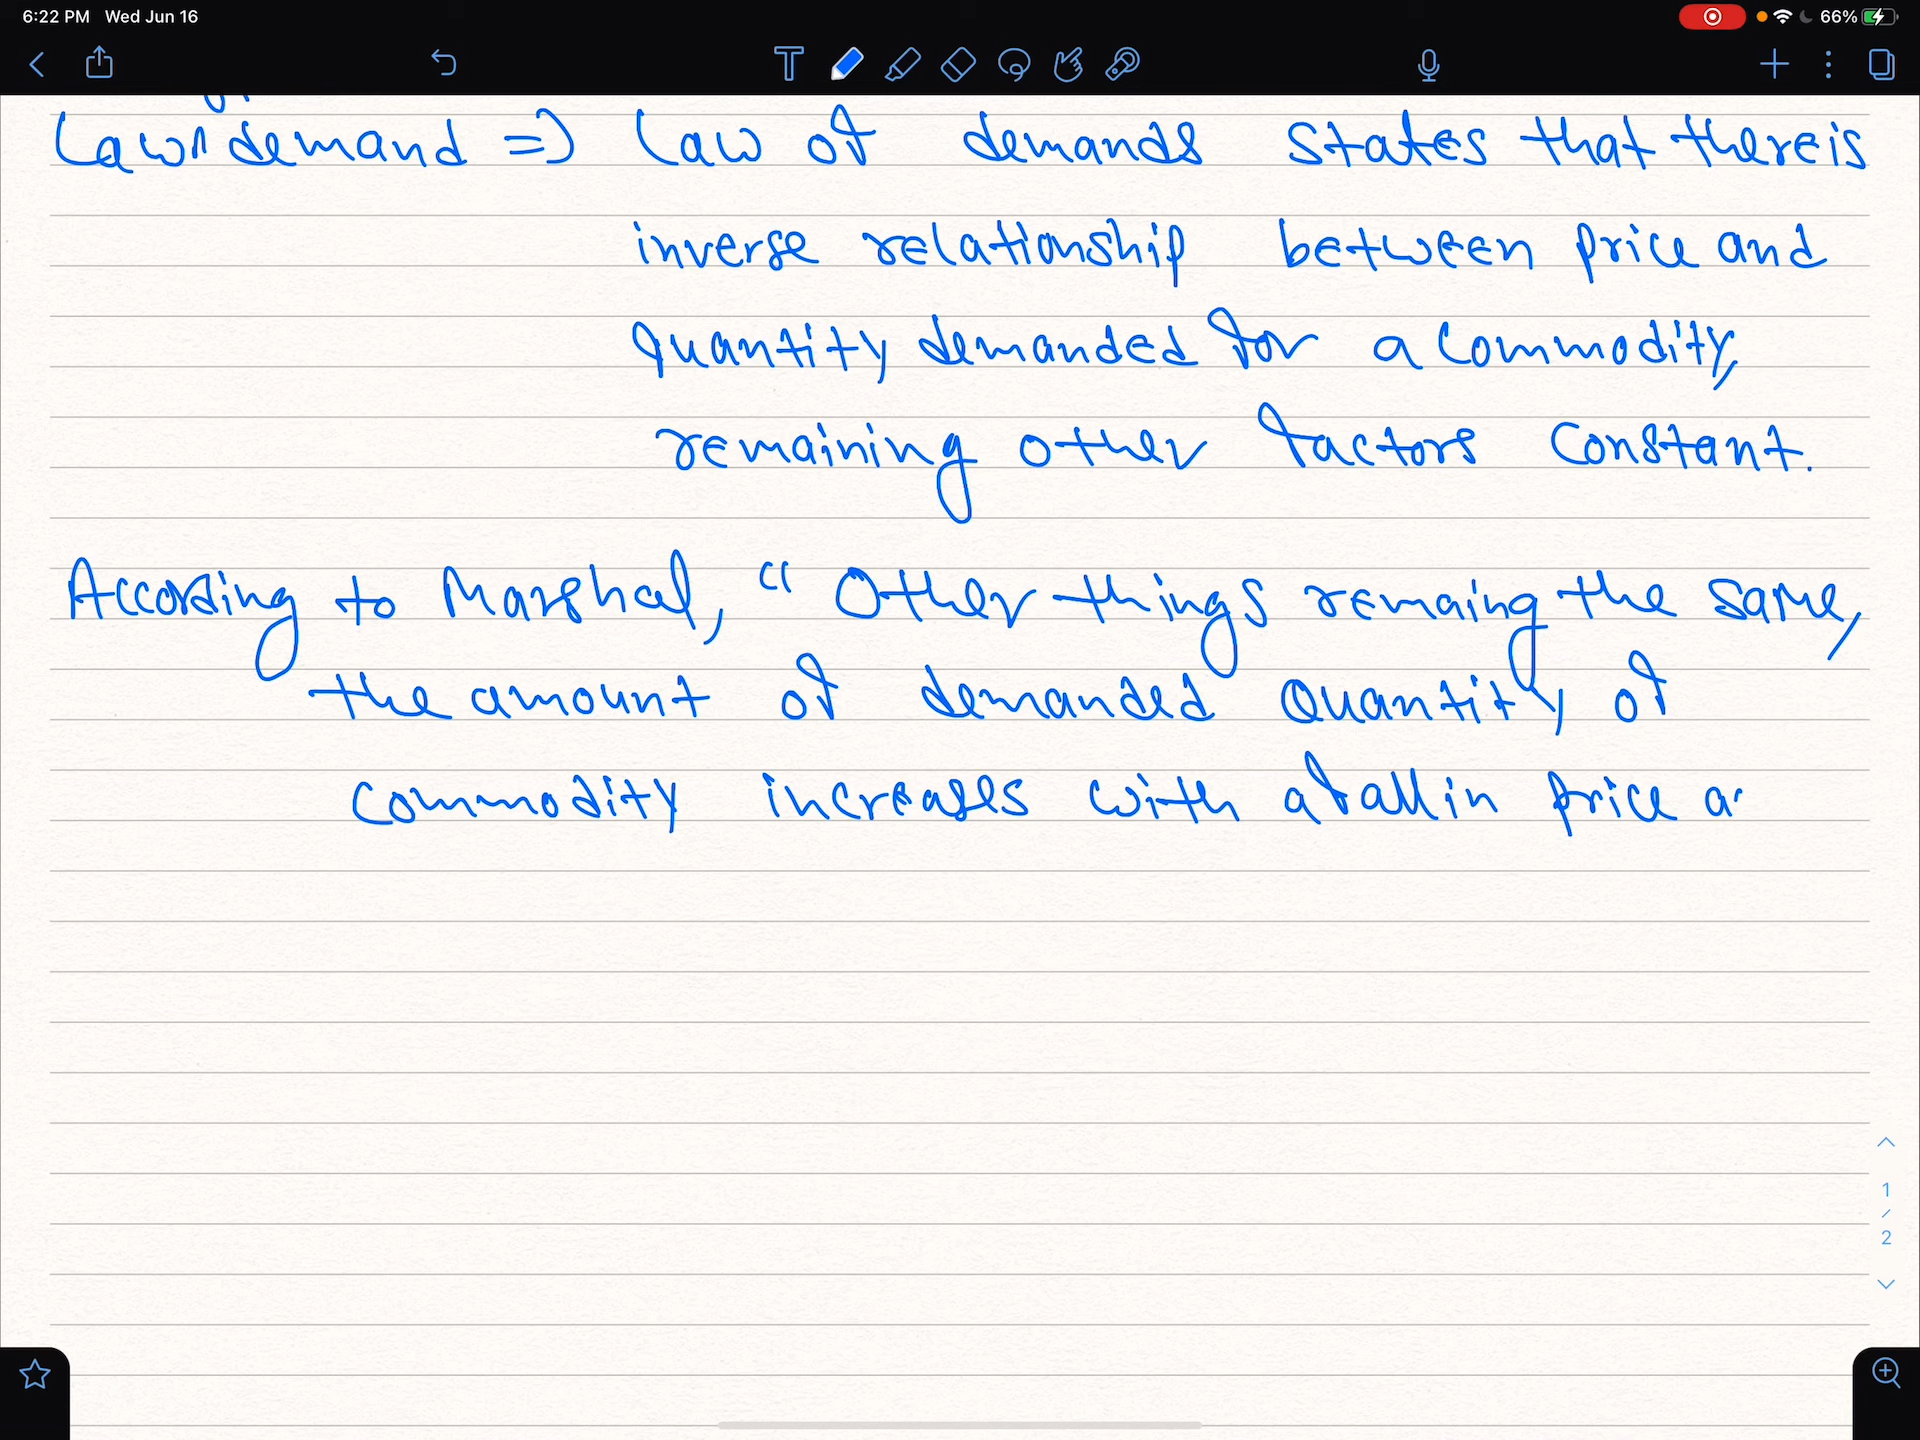 6:22 PM Wed Jun 16
66%
Law of demand => Law of demands states that there is
inverse relationship between price and
quantity demanded for a commodity,
remaining other factors constant.
According to Marshal, " Other things remaing the same,
the amount of demanded Quantity of
commodity increases with a fall in price a
1
/
2